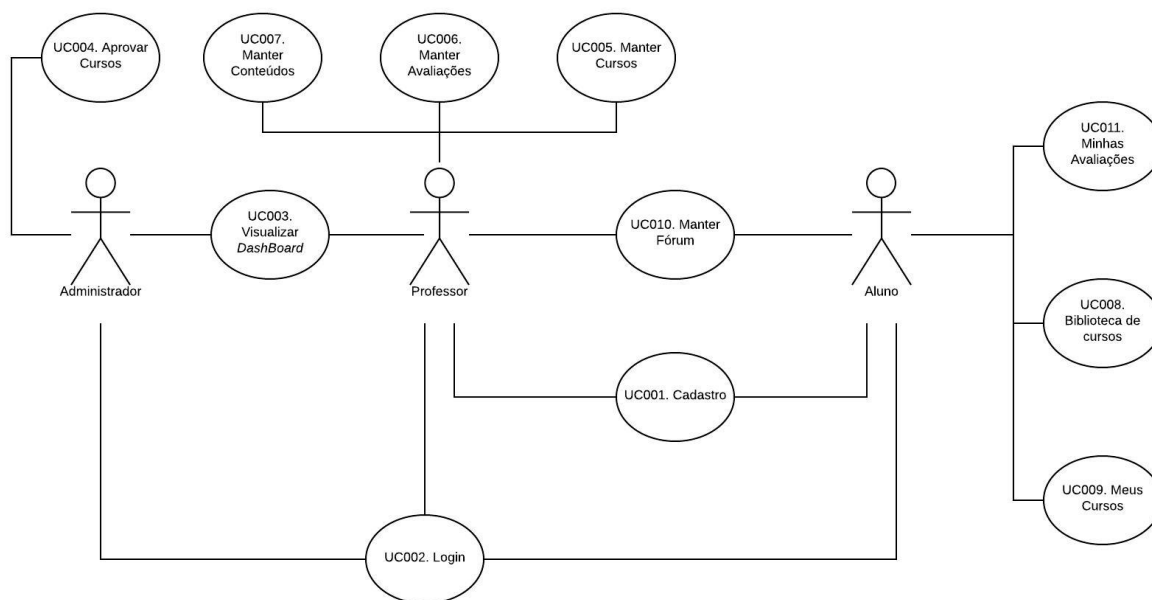 UC004. Aprovar
Cursos
UC007.
Manter
Conteúdos
UC006.
Manter
Avaliações
UC005. Manter
Cursos
UC011.
Minhas
Avaliações
UC003.
Visualizar
DashBoard
UC010. Manter
Fórum
Administrador
Professor
Aluno
UC008.
Biblioteca de
cursos
UC001. Cadastro
UC009. Meus
Cursos
UC002. Login